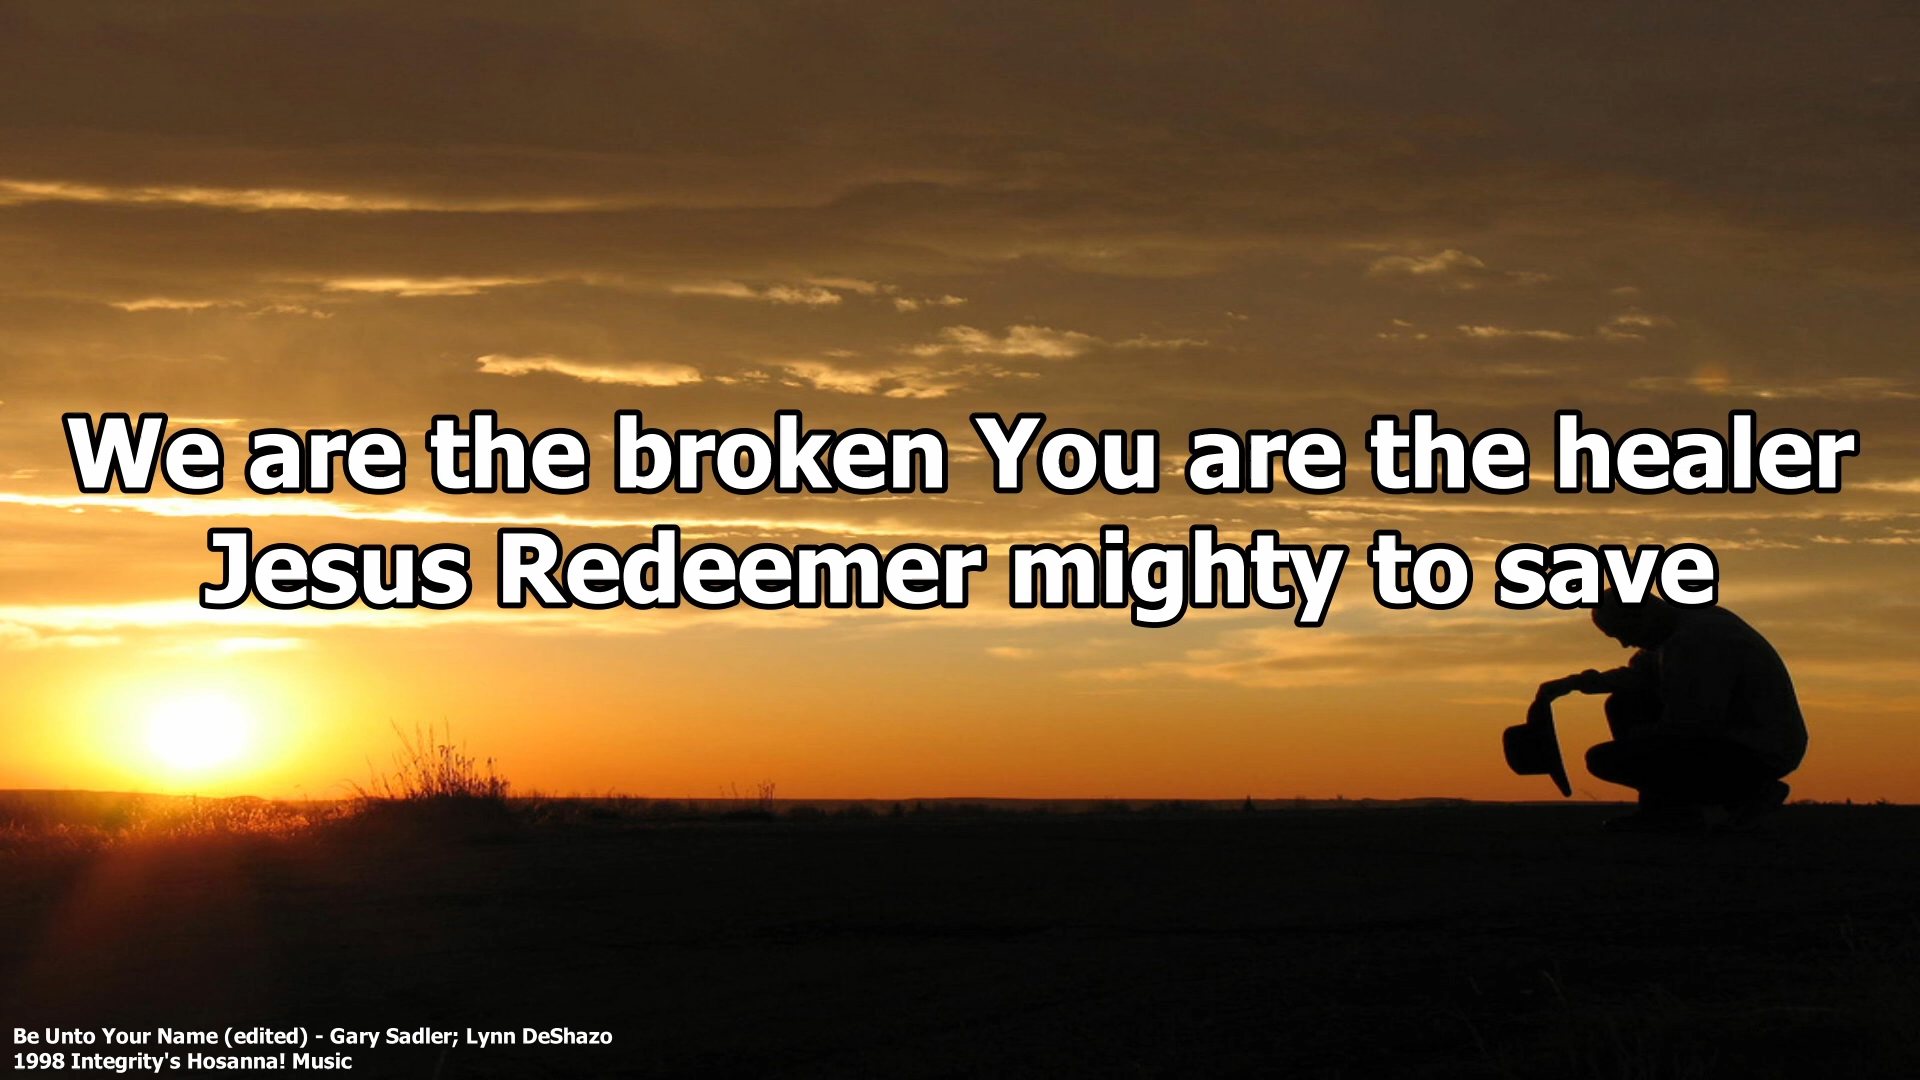 We are the broken You are the healer
Jesus Redeemer mighty to save
Be Unto Your Name (edited) - Gary Sadler; Lynn DeShazo
1998 Integrity's Hosanna! Music